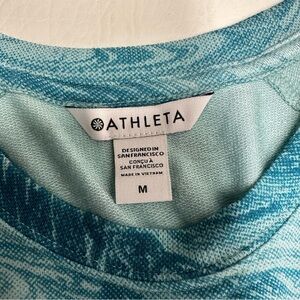 ATHLETA
DESIGNED IN
SAN FRANCISCO
CONÇU À
SAN FRANCISCO
MADE IN VIETNAM
M